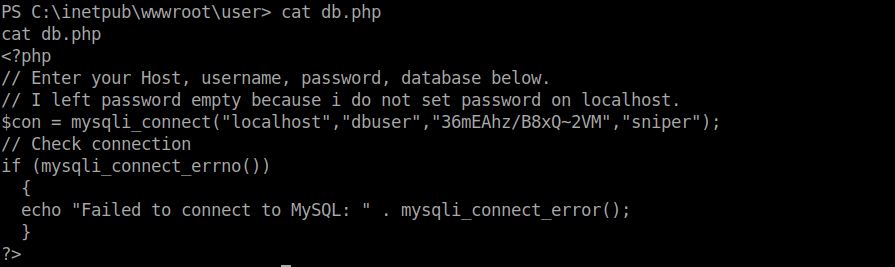 PS C:\inetpub\wwwroot\user> cat db.php
cat db.php
<?php
// Enter your Host, username, password, database below.
// I left password empty because i do not set password on localhost.
$con = mysqli_connect("localhost","dbuser","36mEAhz/B8xQ~2VM","sniper");
// Check connection
if (mysqli_connect_errno())
  {
  echo "Failed to connect to MySQL: " . mysqli_connect_error();
  }
?>